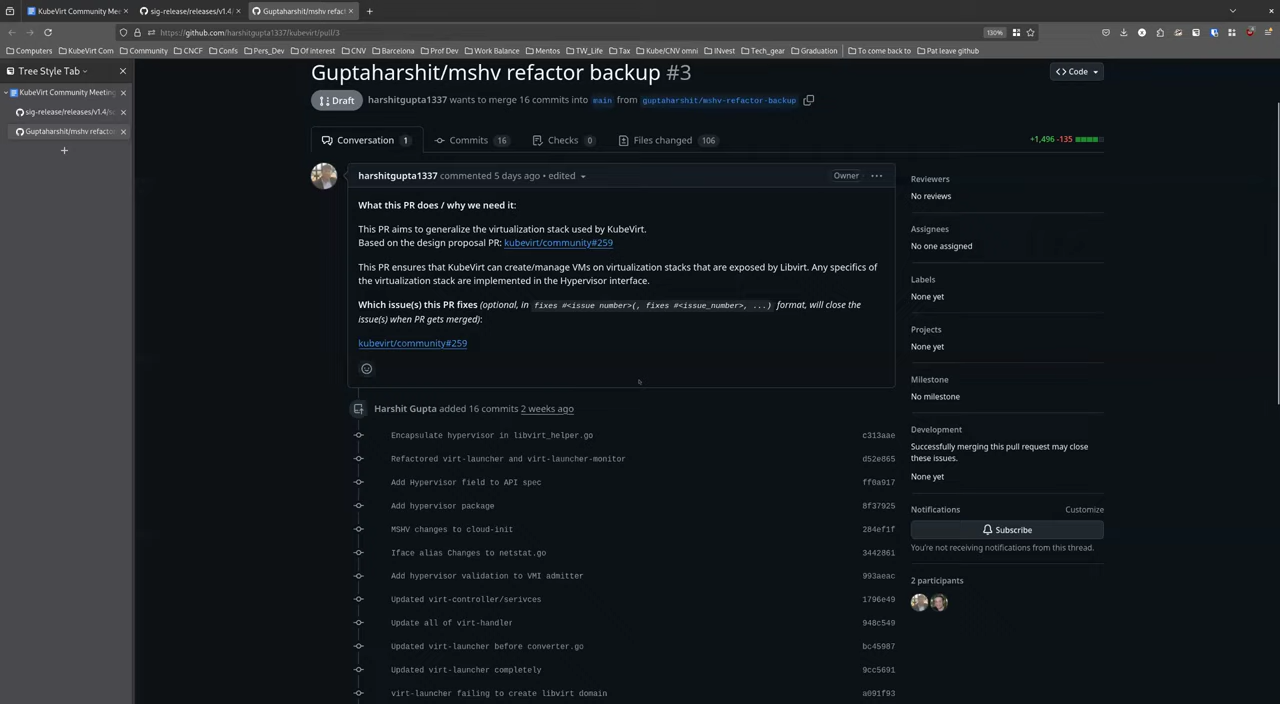 KubeVirt Community Mee
sig-release/releases/v1.4
Guptaharshit/mshv refac
https://github.com/harshitgupta1337/kubevirt/pull/3
130%
Computers
KubeVirt Com
Community
CNCF
Confs
Pers_Dev
Of interest
CNV
Barcelona
Prof Dev
Work Balance
Mentos
TW_Life
Tax
Kube/CNV omni
INvest
Tech_gear
Graduation
To come back to
Pat leave github
Tree Style Tab
KubeVirt Community Meeting
sig-release/releases/v1.4/s
Guptaharshit/mshv refacto
Guptaharshit/mshv refactor backup #3
Code
Draft
harshitgupta1337 wants to merge 16 commits into main from guptaharshit/mshv-refactor-backup
Conversation 1
Commits 16
Checks 0
Files changed 106
+1,496 -135
harshitgupta1337 commented 5 days ago • edited
Owner
What this PR does / why we need it:
This PR aims to generalize the virtualization stack used by KubeVirt.
Based on the design proposal PR: kubevirt/community#259
This PR ensures that KubeVirt can create/manage VMs on virtualization stacks that are exposed by Libvirt. Any specifics of
the virtualization stack are implemented in the Hypervisor interface.
Which issue(s) this PR fixes (optional, in fixes #<issue number>(, fixes #<issue_number>, ...) format, will close the
issue(s) when PR gets merged):
kubevirt/community#259
Harshit Gupta added 16 commits 2 weeks ago
Encapsulate hypervisor in libvirt_helper.go c313aae
Refactored virt-launcher and virt-launcher-monitor d52e865
Add Hypervisor field to API spec ff0a917
Add hypervisor package 8f37925
MSHV changes to cloud-init 284ef1f
Iface alias Changes to netstat.go 3442861
Add hypervisor validation to VMI admitter 993aeac
Updated virt-controller/serivces 1796e49
Update all of virt-handler 948c549
Updated virt-launcher before converter.go bc45987
Updated virt-launcher completely 9cc5691
virt-launcher failing to create libvirt domain a091f93
Reviewers
No reviews
Assignees
No one assigned
Labels
None yet
Projects
None yet
Milestone
No milestone
Development
Successfully merging this pull request may close
these issues.
None yet
Notifications
Customize
Subscribe
You're not receiving notifications from this thread.
2 participants